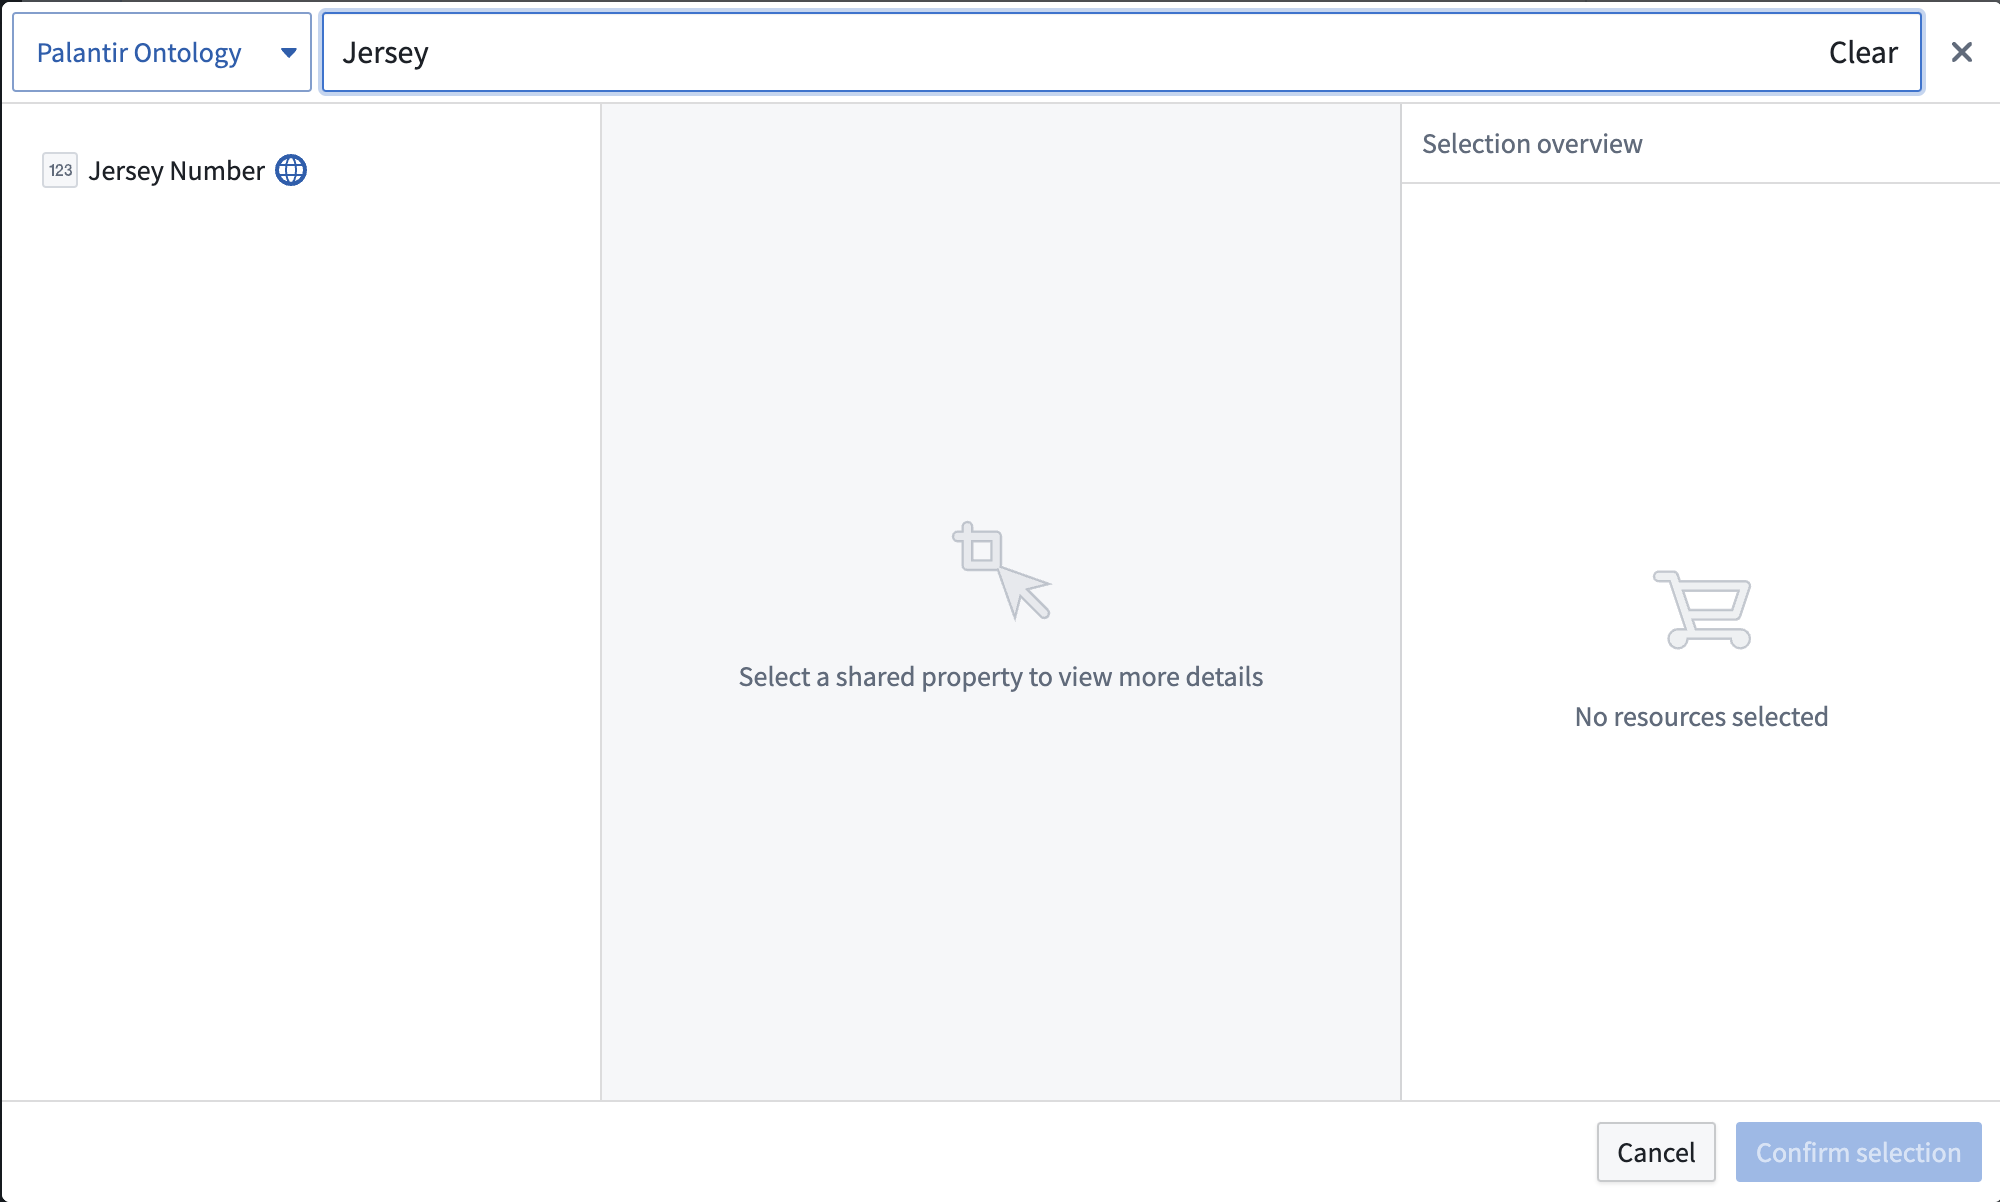 Palantir Ontology
Jersey
Clear
123 Jersey Number
Selection overview
Select a shared property to view more details
No resources selected
Cancel
Confirm selection